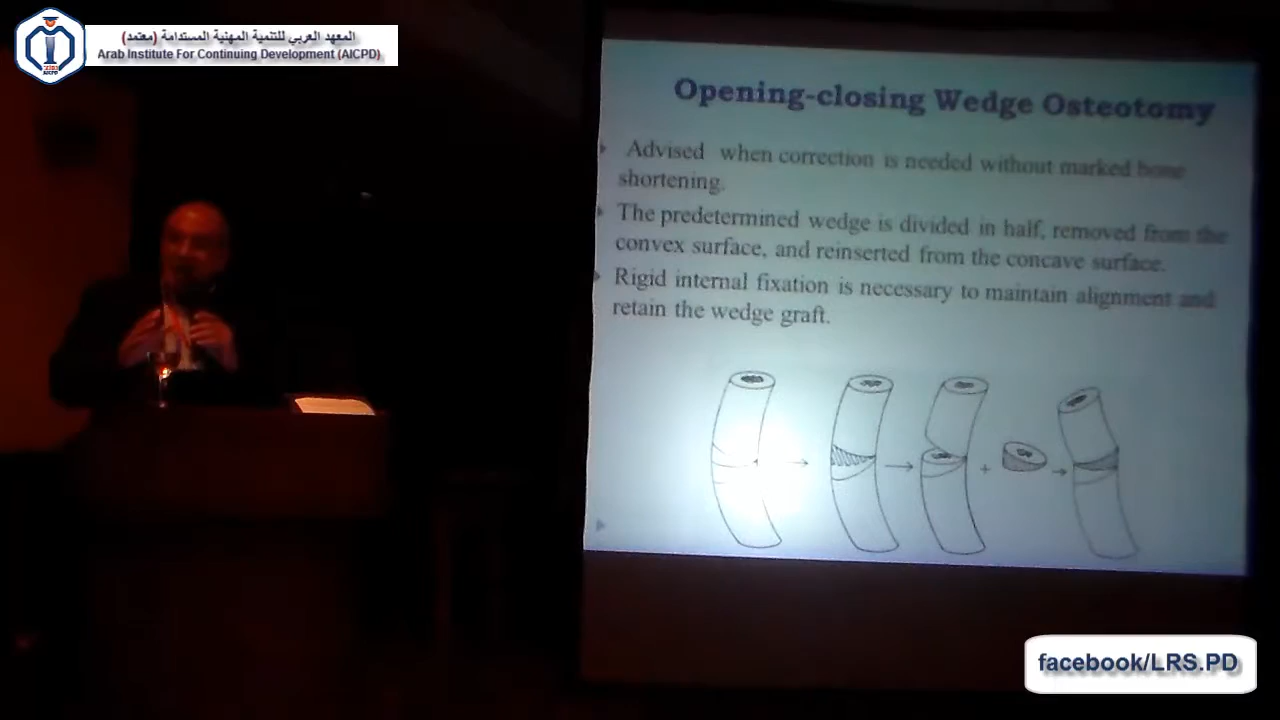 المعهد العربي للتنمية المهنية المستدامة (معتمد)
Arab Institute For Continuing Development (AICPD)
AICPD
Opening-closing Wedge Osteotomy
Advised when correction is needed without marked bone
shortening.
The predetermined wedge is divided in half, removed from the
convex surface, and reinserted from the concave surface.
Rigid internal fixation is necessary to maintain alignment and
retain the wedge graft.
+
facebook/LRS.PD